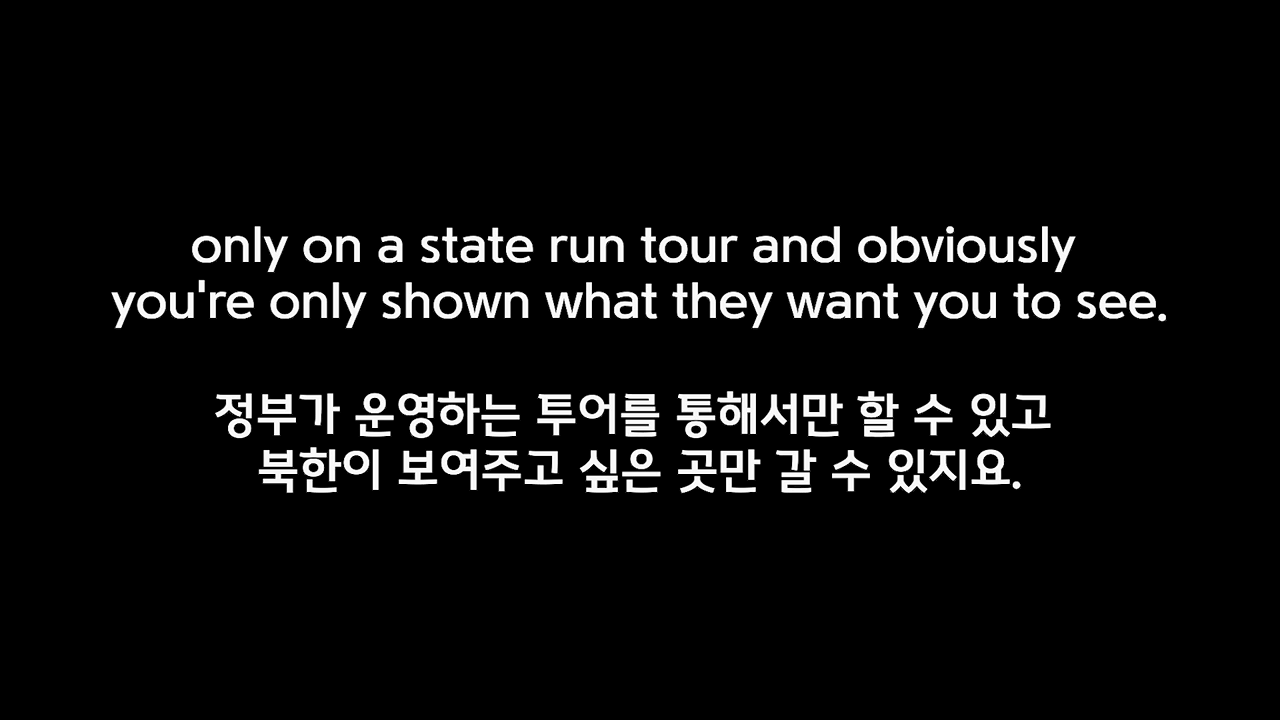 only on a state run tour and obviously
you're only shown what they want you to see.
정부가 운영하는 투어를 통해서만 할 수 있고
북한이 보여주고 싶은 곳만 갈 수 있지요.